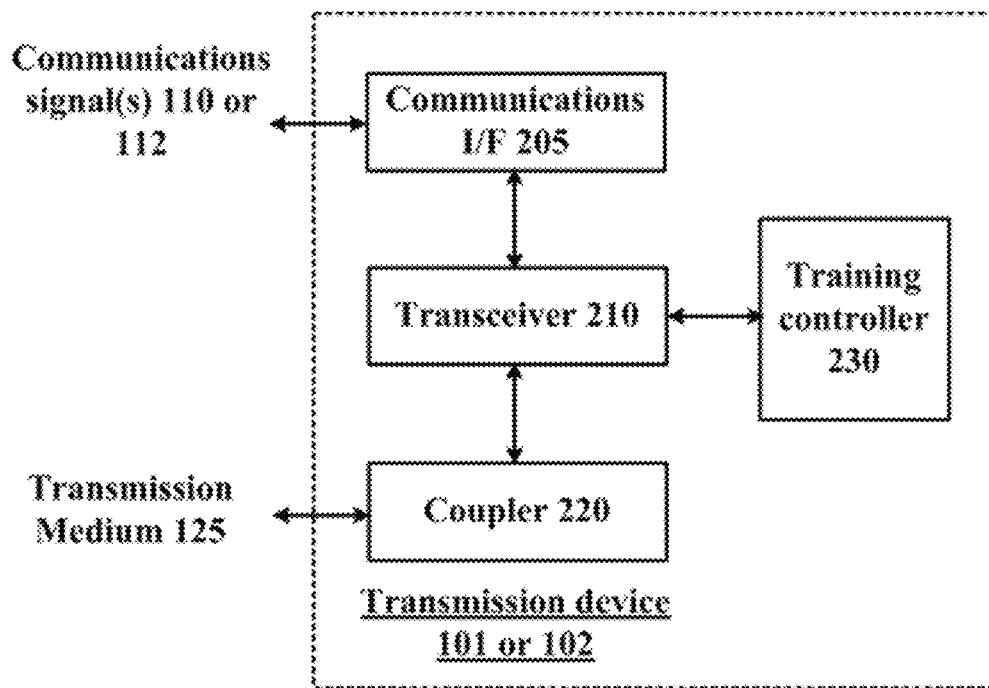 Communications
signal(s) 110 or
112
Communications
I/F 205
Transceiver 210
Training
controller
230
Transmission
Medium 125
Coupler 220
Transmission device
101 or 102